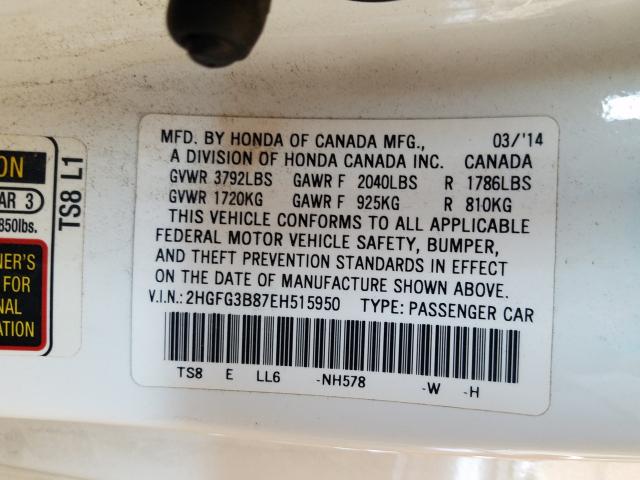 ON
AR 3
850lbs.
TS8 L1
NER'S
FOR
NAL
ATION
MFD. BY HONDA OF CANADA MFG., 03/'14
A DIVISION OF HONDA CANADA INC. CANADA
GVWR 3792LBS GAWR F 2040LBS R 1786LBS
GVWR 1720KG GAWR F 925KG R 810KG
THIS VEHICLE CONFORMS TO ALL APPLICABLE
FEDERAL MOTOR VEHICLE SAFETY, BUMPER,
AND THEFT PREVENTION STANDARDS IN EFFECT
ON THE DATE OF MANUFACTURE SHOWN ABOVE.
V.I.N.: 2HGFG3B87EH515950 TYPE: PASSENGER CAR
TS8 E LL6 -NH578 -W -H